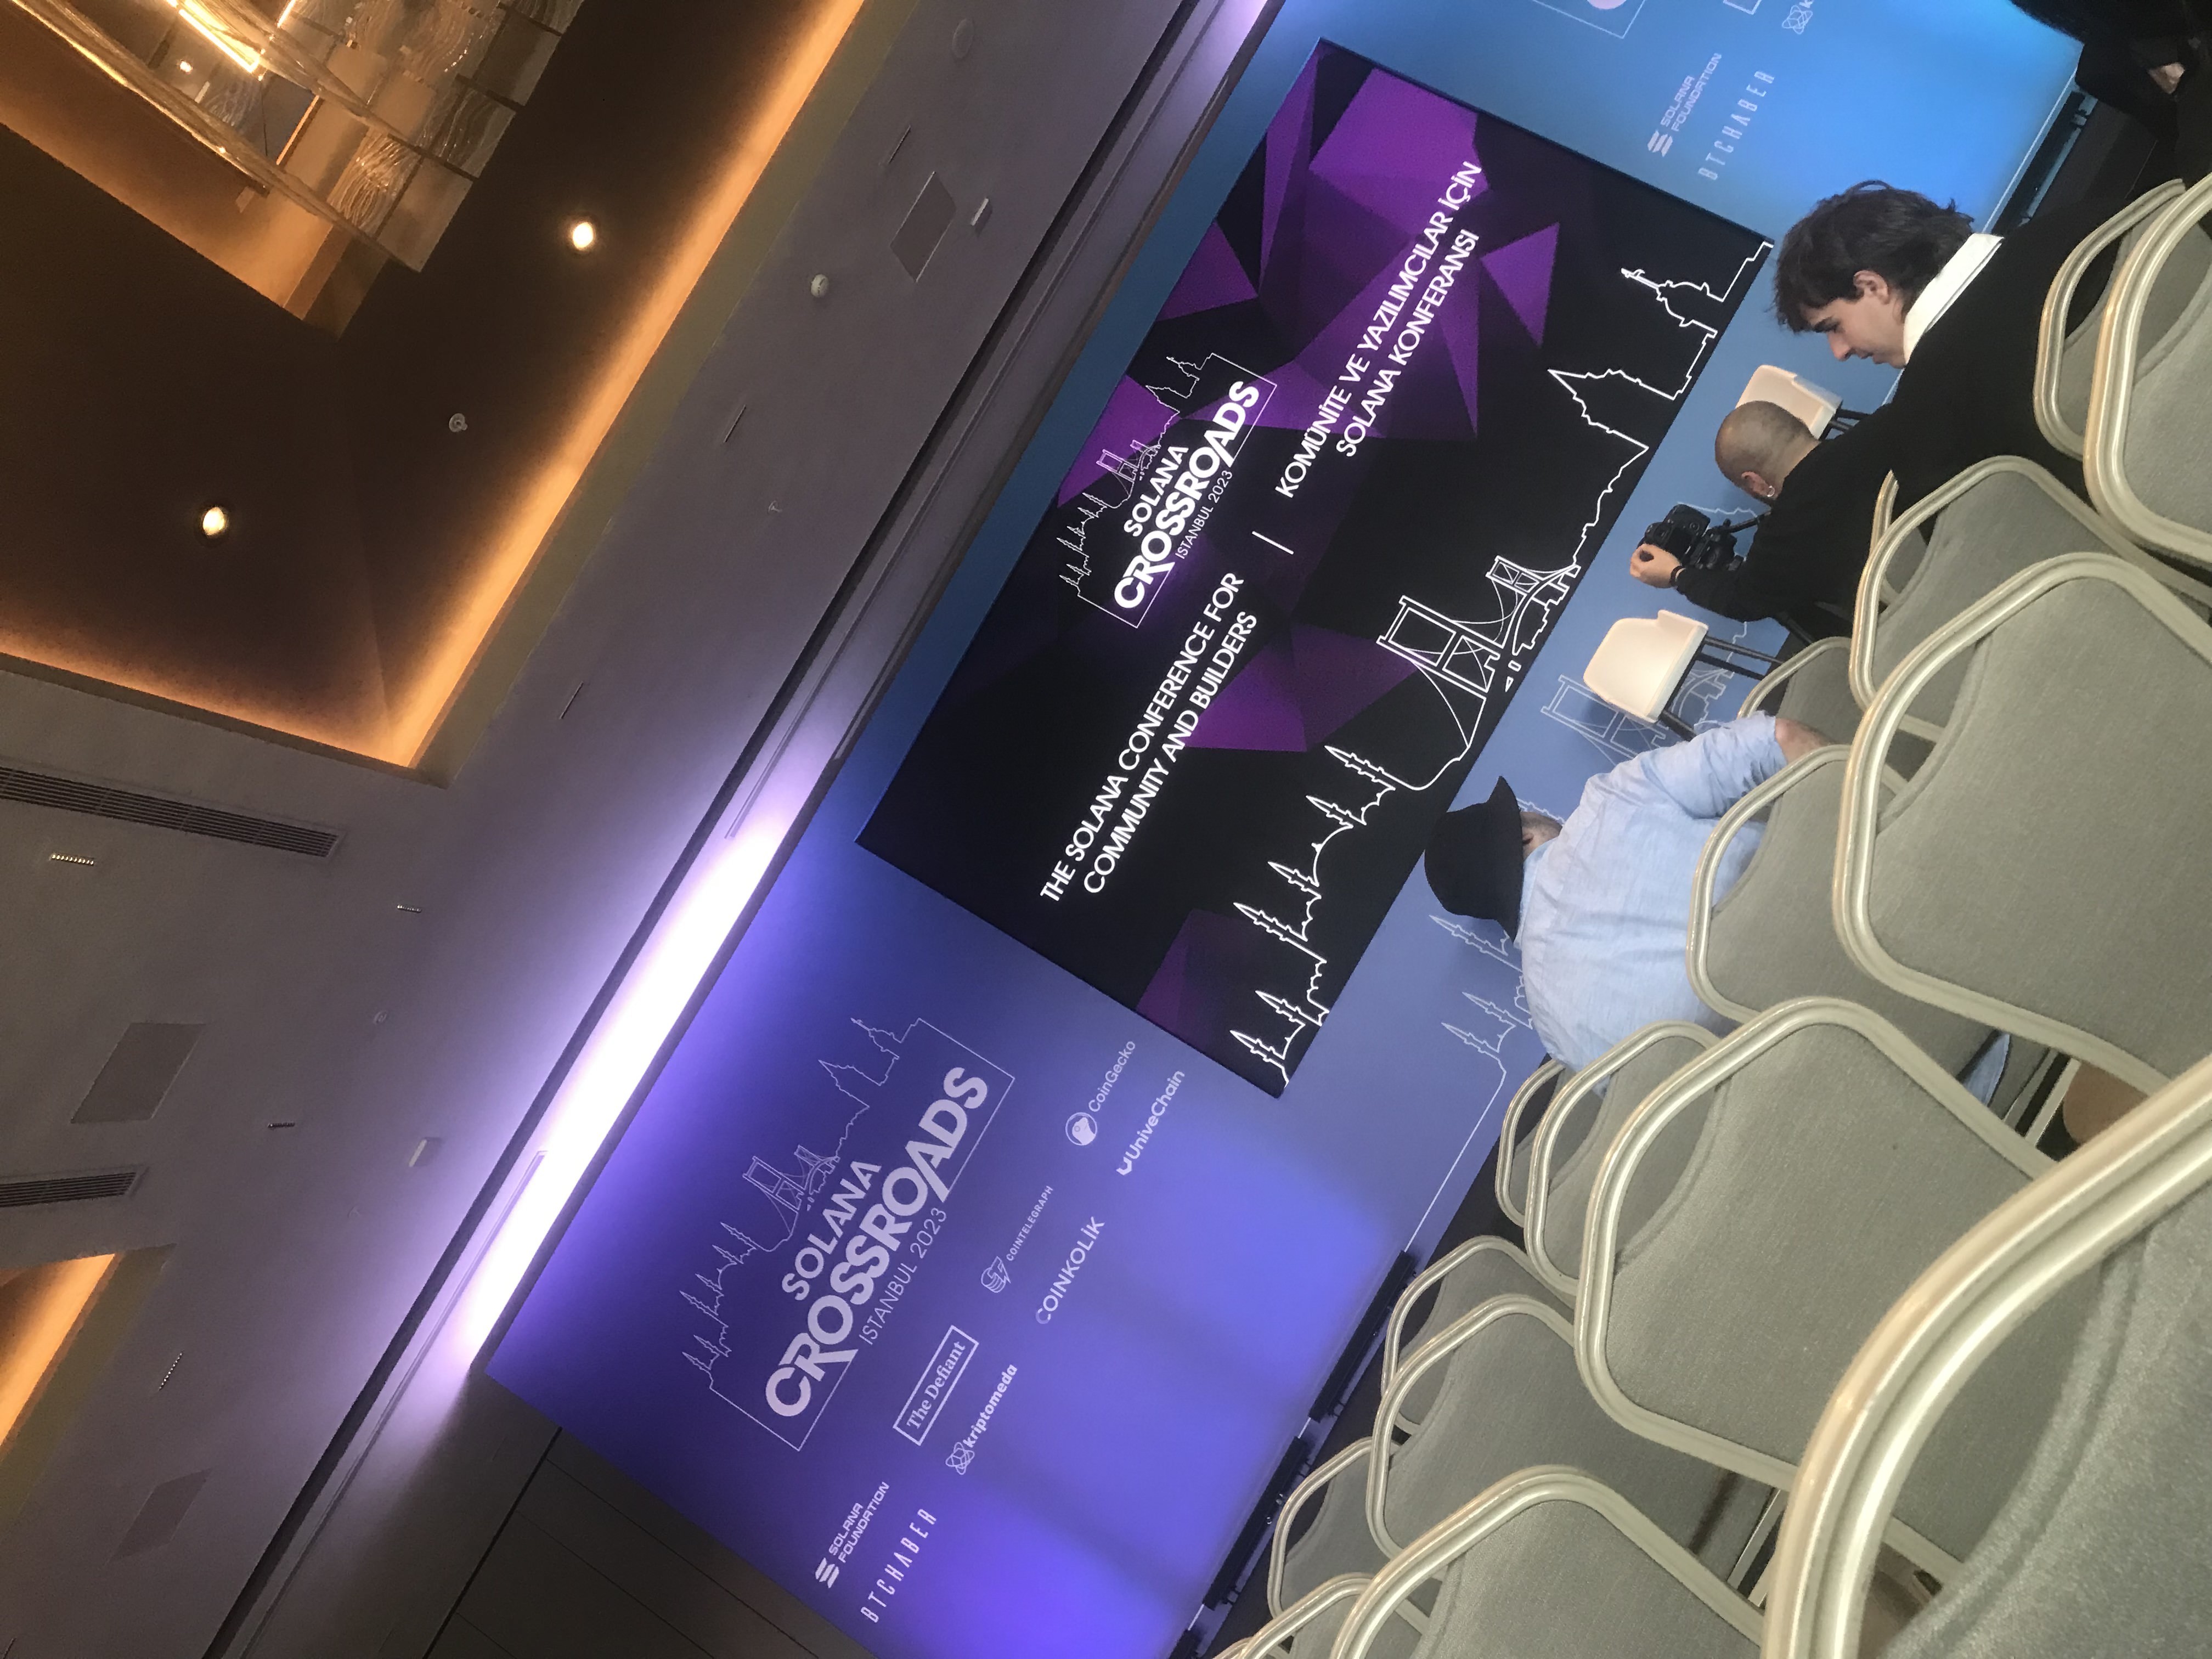 SOLANA
CROSSROADS
ISTANBUL 2023
THE SOLANA CONFERENCE FOR
COMMUNITY AND BUILDERS
KOMÜNİTE VE YAZILIMCILAR İÇİN
SOLANA KONFERANSI
SOLANA
CROSSROADS
ISTANBUL 2023
SOLANA
FOUNDATION
The Defiant
COINTELEGRAPH
CoinGecko
BTCHABER
kriptomeda
COINKOLİK
UniveChain
SOLANA
FOUNDATION
BTCHABER